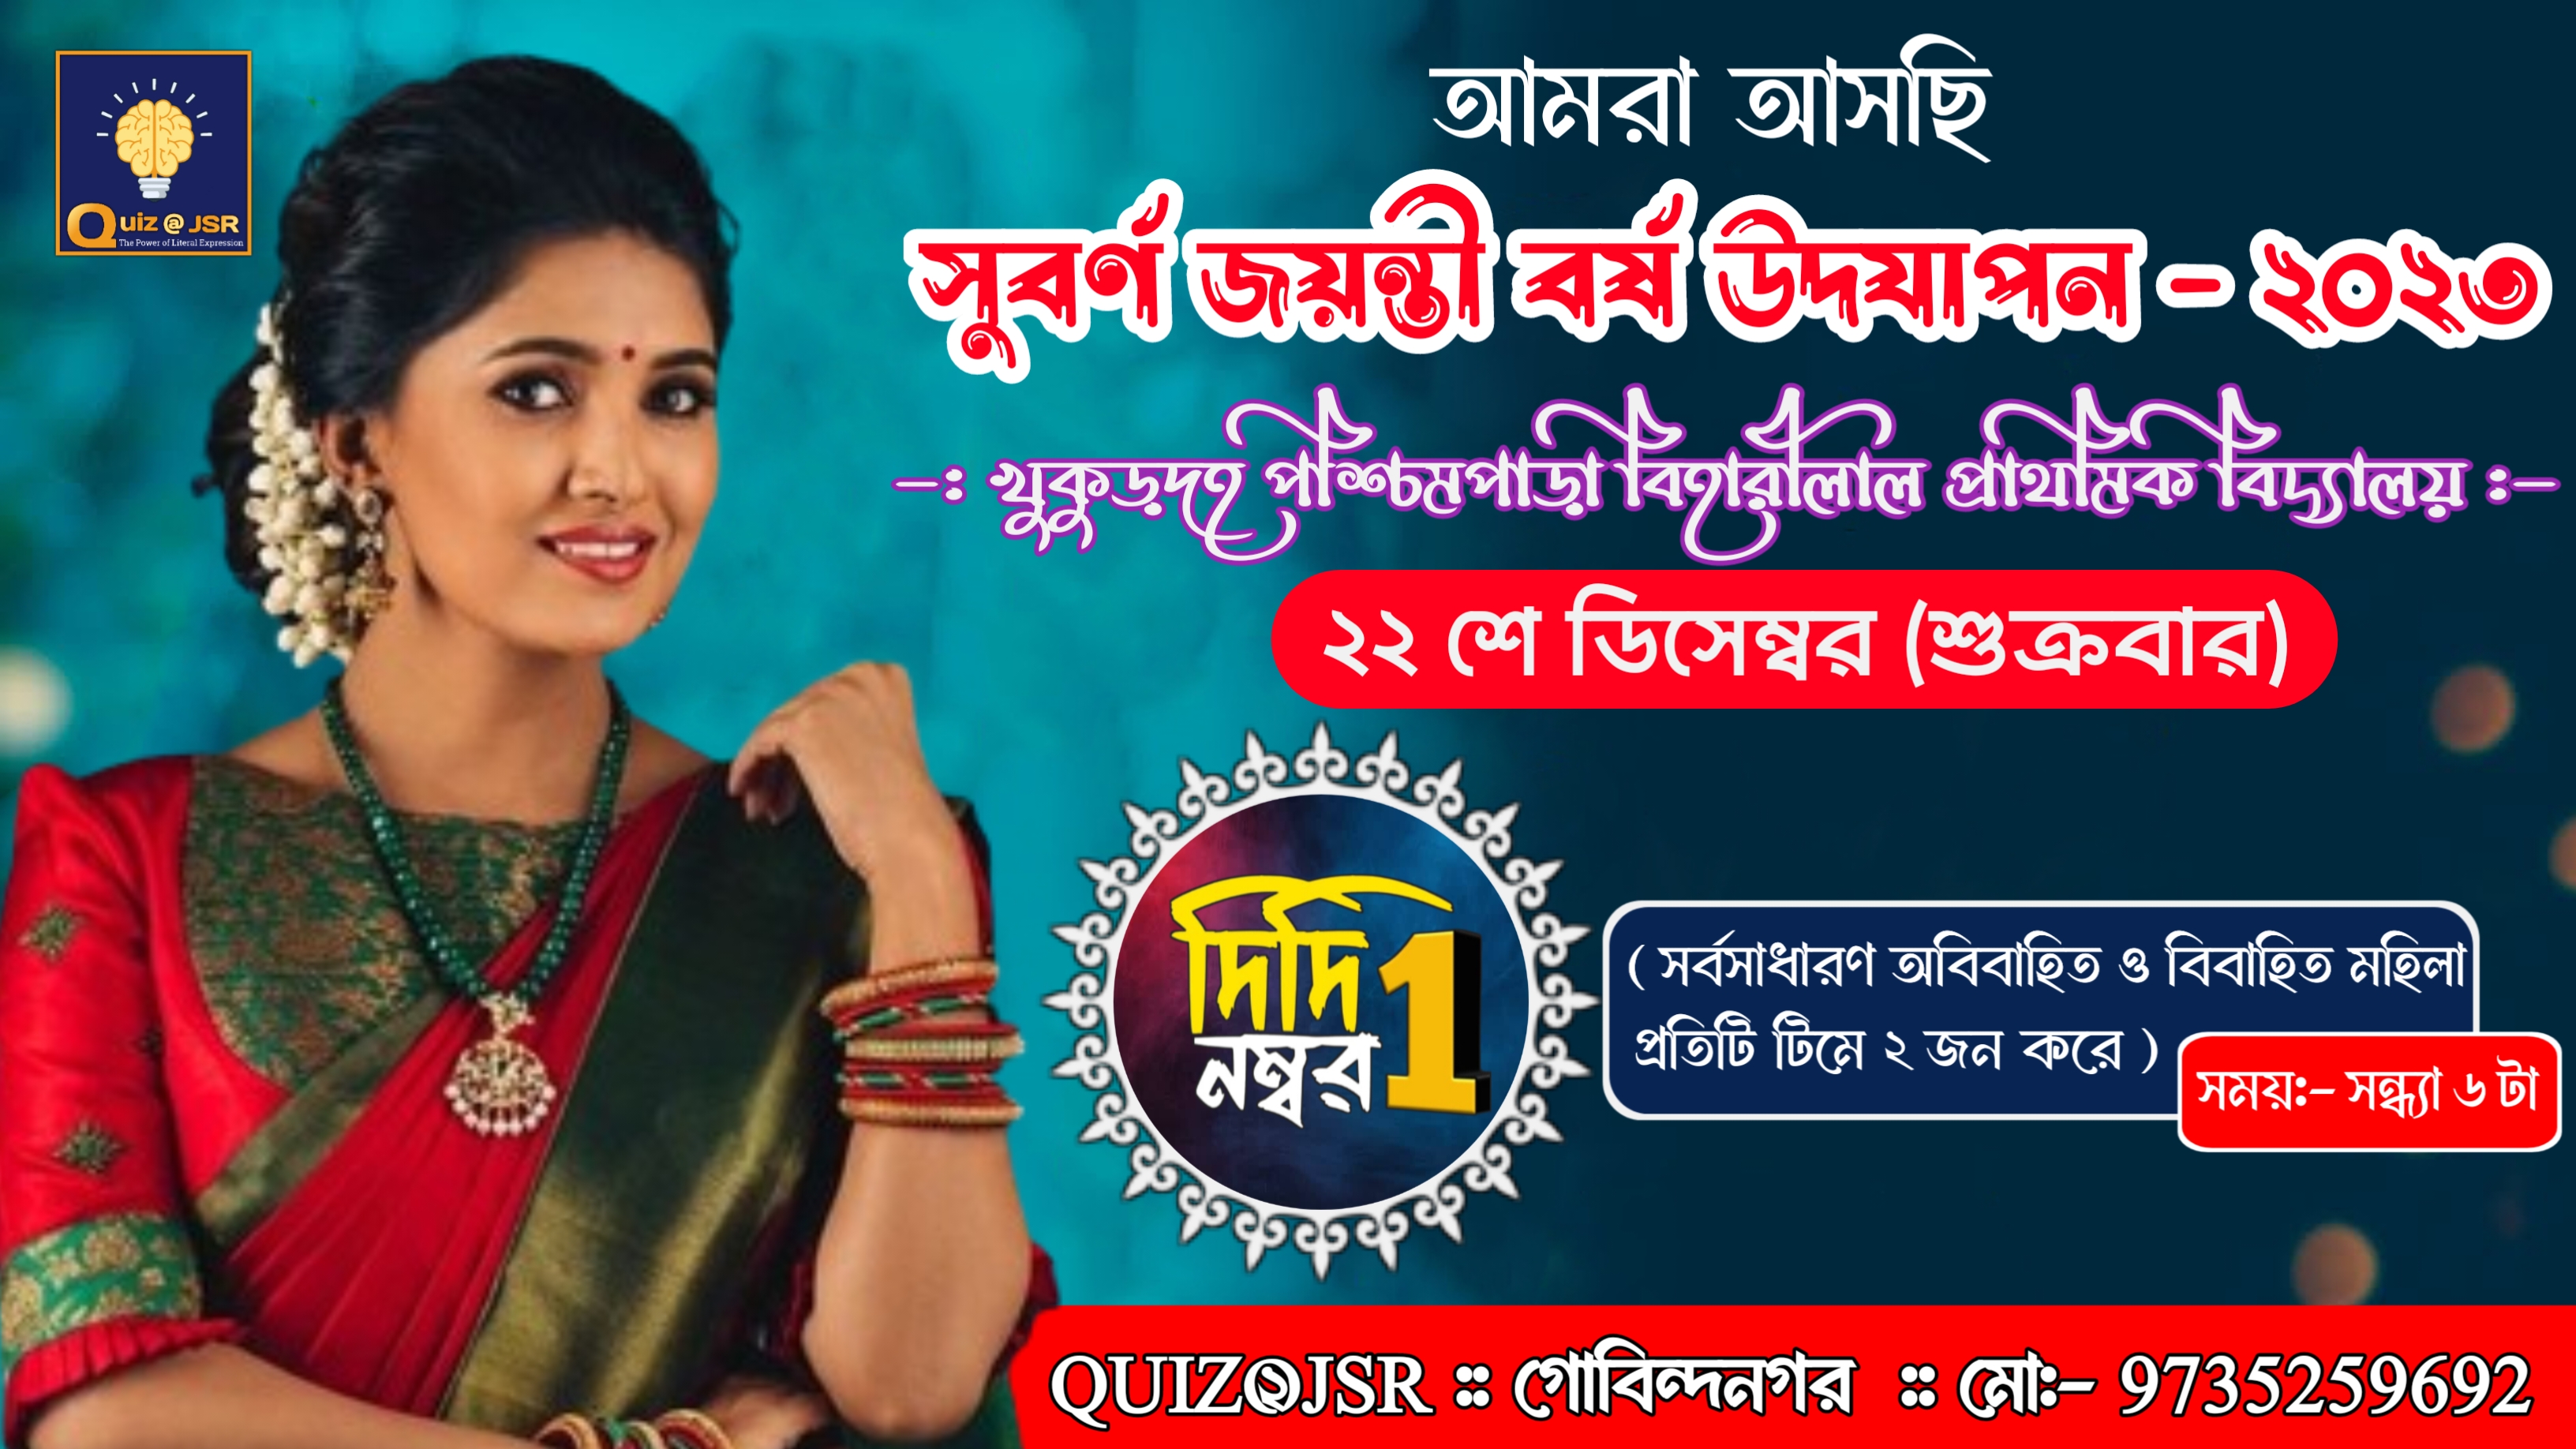 Quiz @ JSR
The Power of Literal Expression
আমরা আসছি
সুবর্ণ জয়ন্তী বর্ষ উদযাপন - ২০২৩
-: খুকুড়দহ পশ্চিমপাড়া বিহারীলাল প্রাথমিক বিদ্যালয় :-
২২ শে ডিসেম্বর (শুক্রবার)
দিদি
নম্বর 1
( সর্বসাধারণ অবিবাহিত ও বিবাহিত মহিলা
প্রতিটি টিমে ২ জন করে )
সময়:- সন্ধ্যা ৬ টা
QUIZ@JSR :: গোবিন্দনগর :: মো:- 9735259692